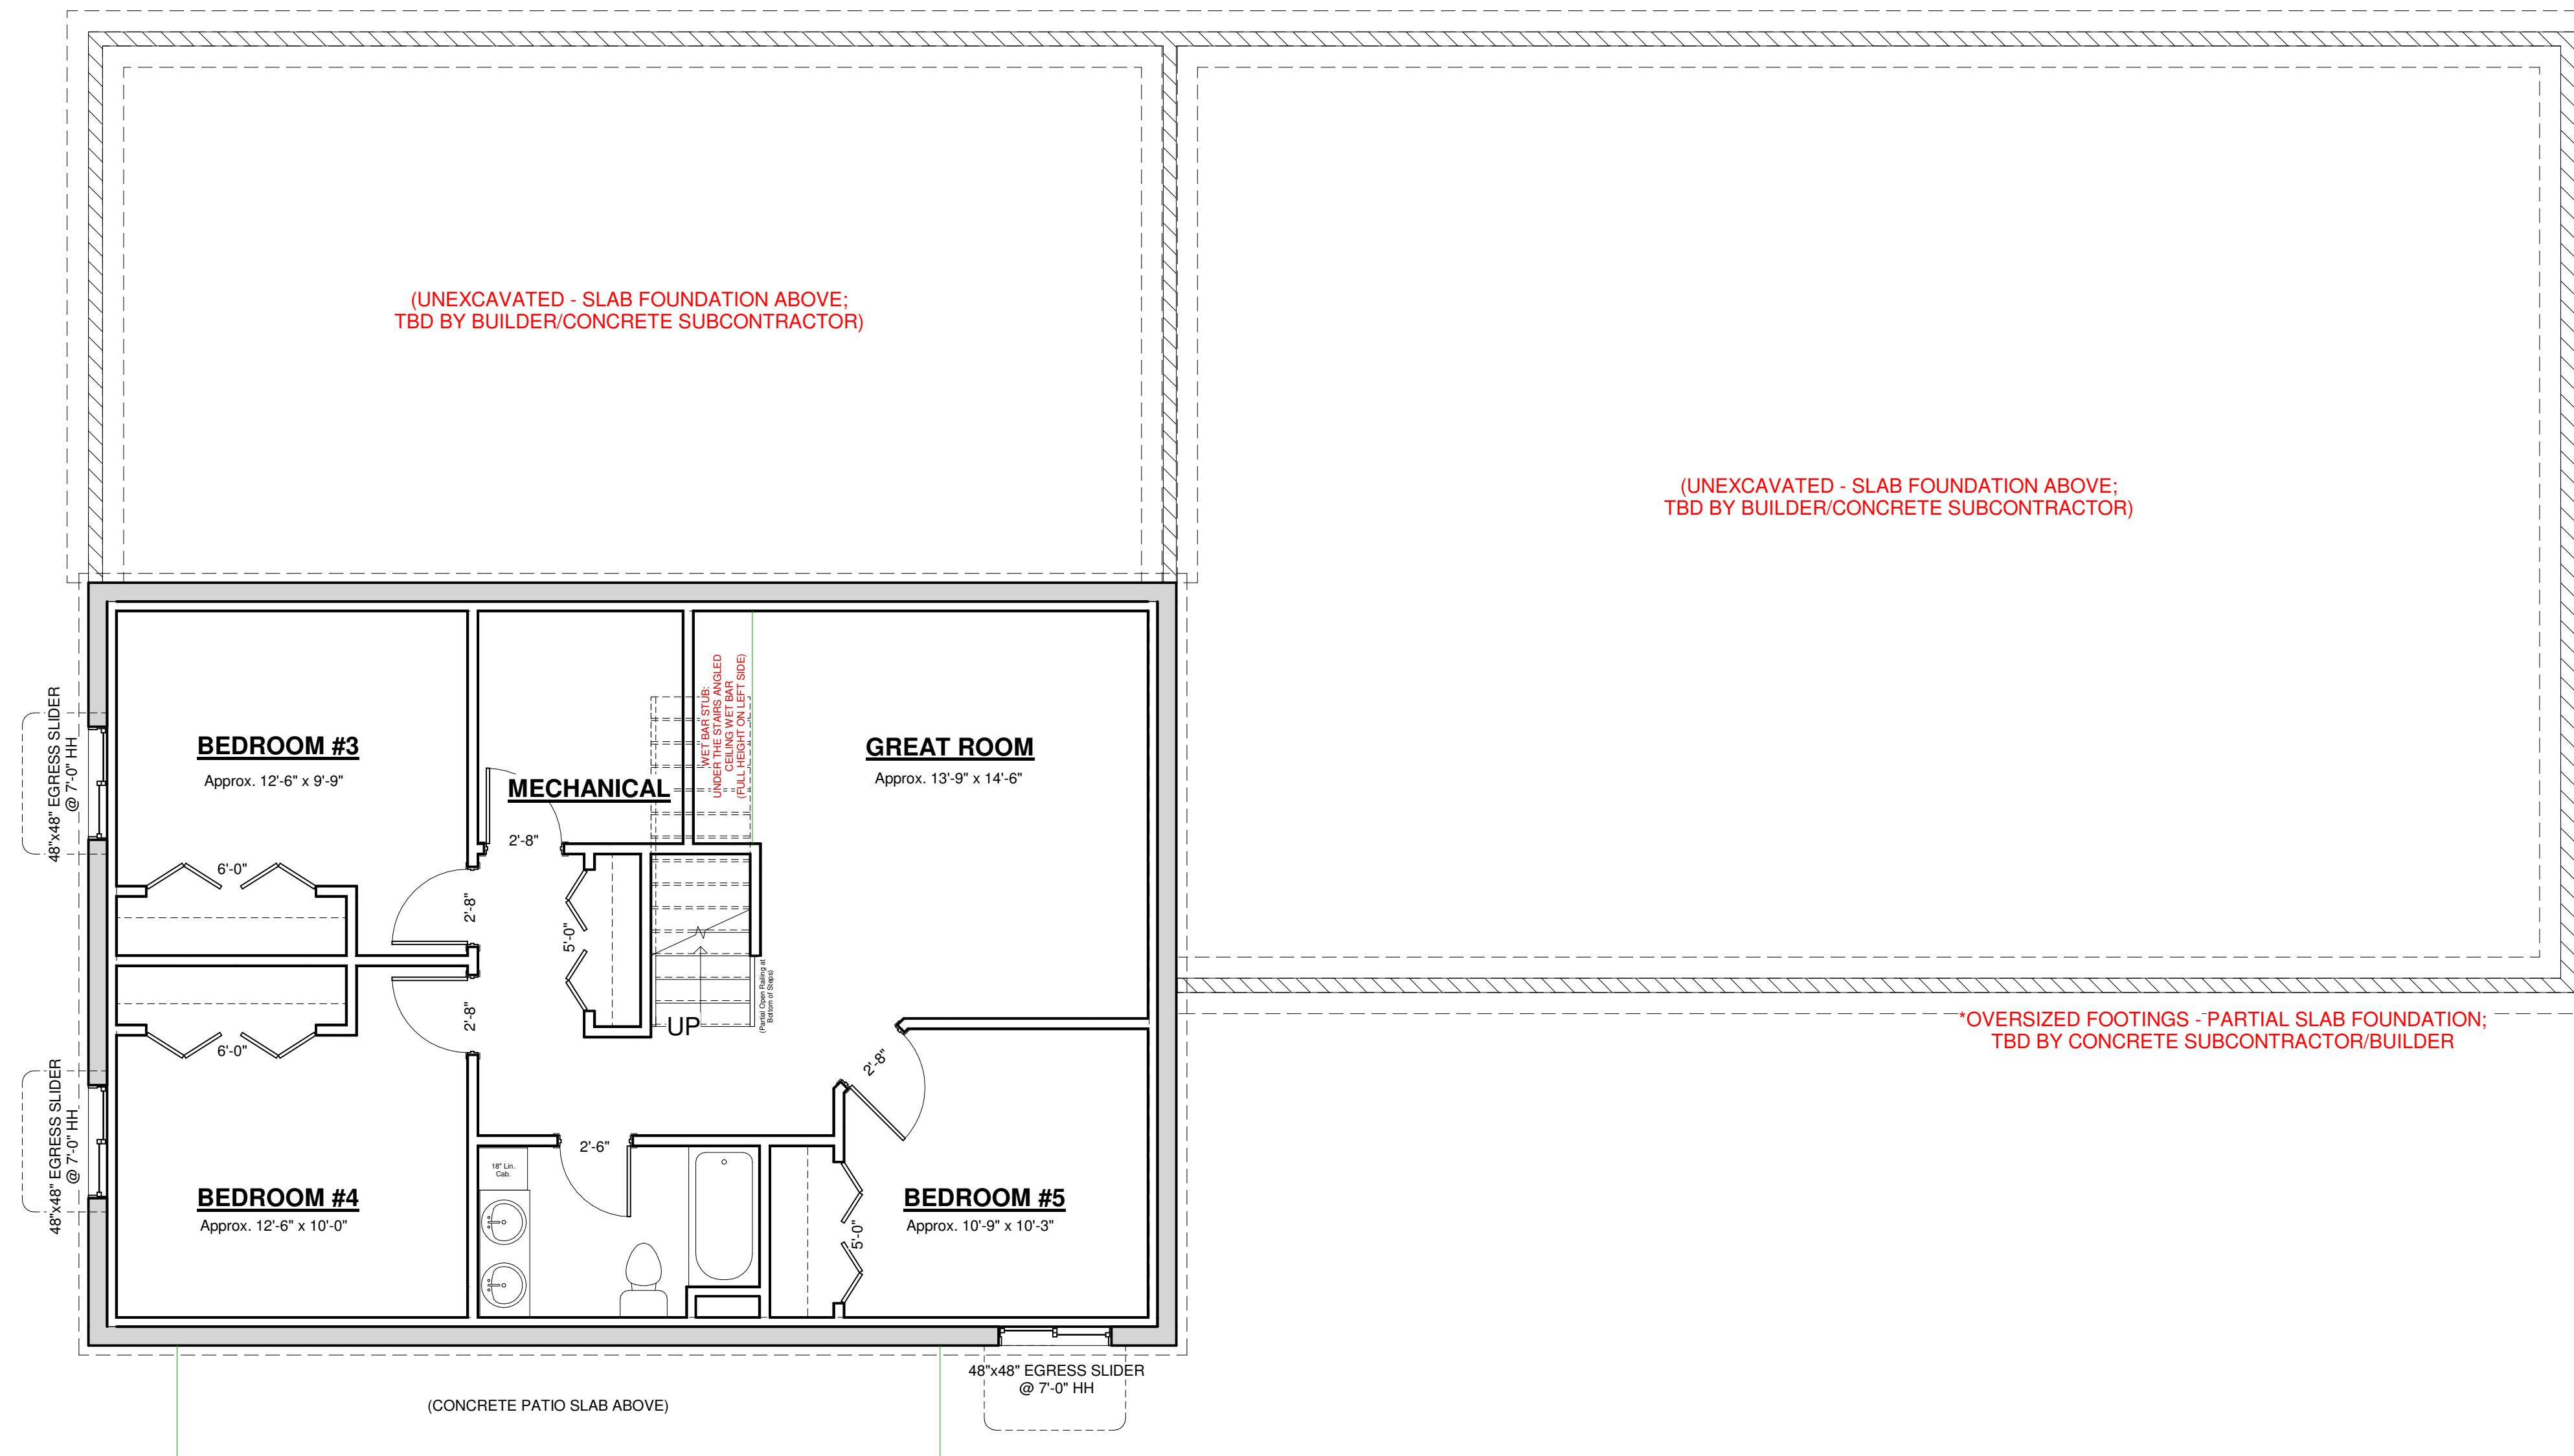 (UNEXCAVATED - SLAB FOUNDATION ABOVE;
TBD BY BUILDER/CONCRETE SUBCONTRACTOR)
(UNEXCAVATED - SLAB FOUNDATION ABOVE;
TBD BY BUILDER/CONCRETE SUBCONTRACTOR)
48"x48" EGRESS SLIDER
@ 7'-0" HH
BEDROOM #3
Approx. 12'-6" x 9'-9"
MECHANICAL
2'-8"
WET BAR STUB:
UNDER THE STAIRS ANGLED
CEILING WET BAR
(FULL HEIGHT ON LEFT SIDE)
GREAT ROOM
Approx. 13'-9" x 14'-6"
6'-0"
2'-8"
5'-0"
(Partial Open Railing at
Bottom of Steps)
UP
2'-8"
6'-0"
*OVERSIZED FOOTINGS - PARTIAL SLAB FOUNDATION;
TBD BY CONCRETE SUBCONTRACTOR/BUILDER
2'-8"
48"x48" EGRESS SLIDER
@ 7'-0" HH
BEDROOM #4
Approx. 12'-6" x 10'-0"
2'-6"
18" Lin.
Cab.
5'-0"
BEDROOM #5
Approx. 10'-9" x 10'-3"
48"x48" EGRESS SLIDER
@ 7'-0" HH
(CONCRETE PATIO SLAB ABOVE)